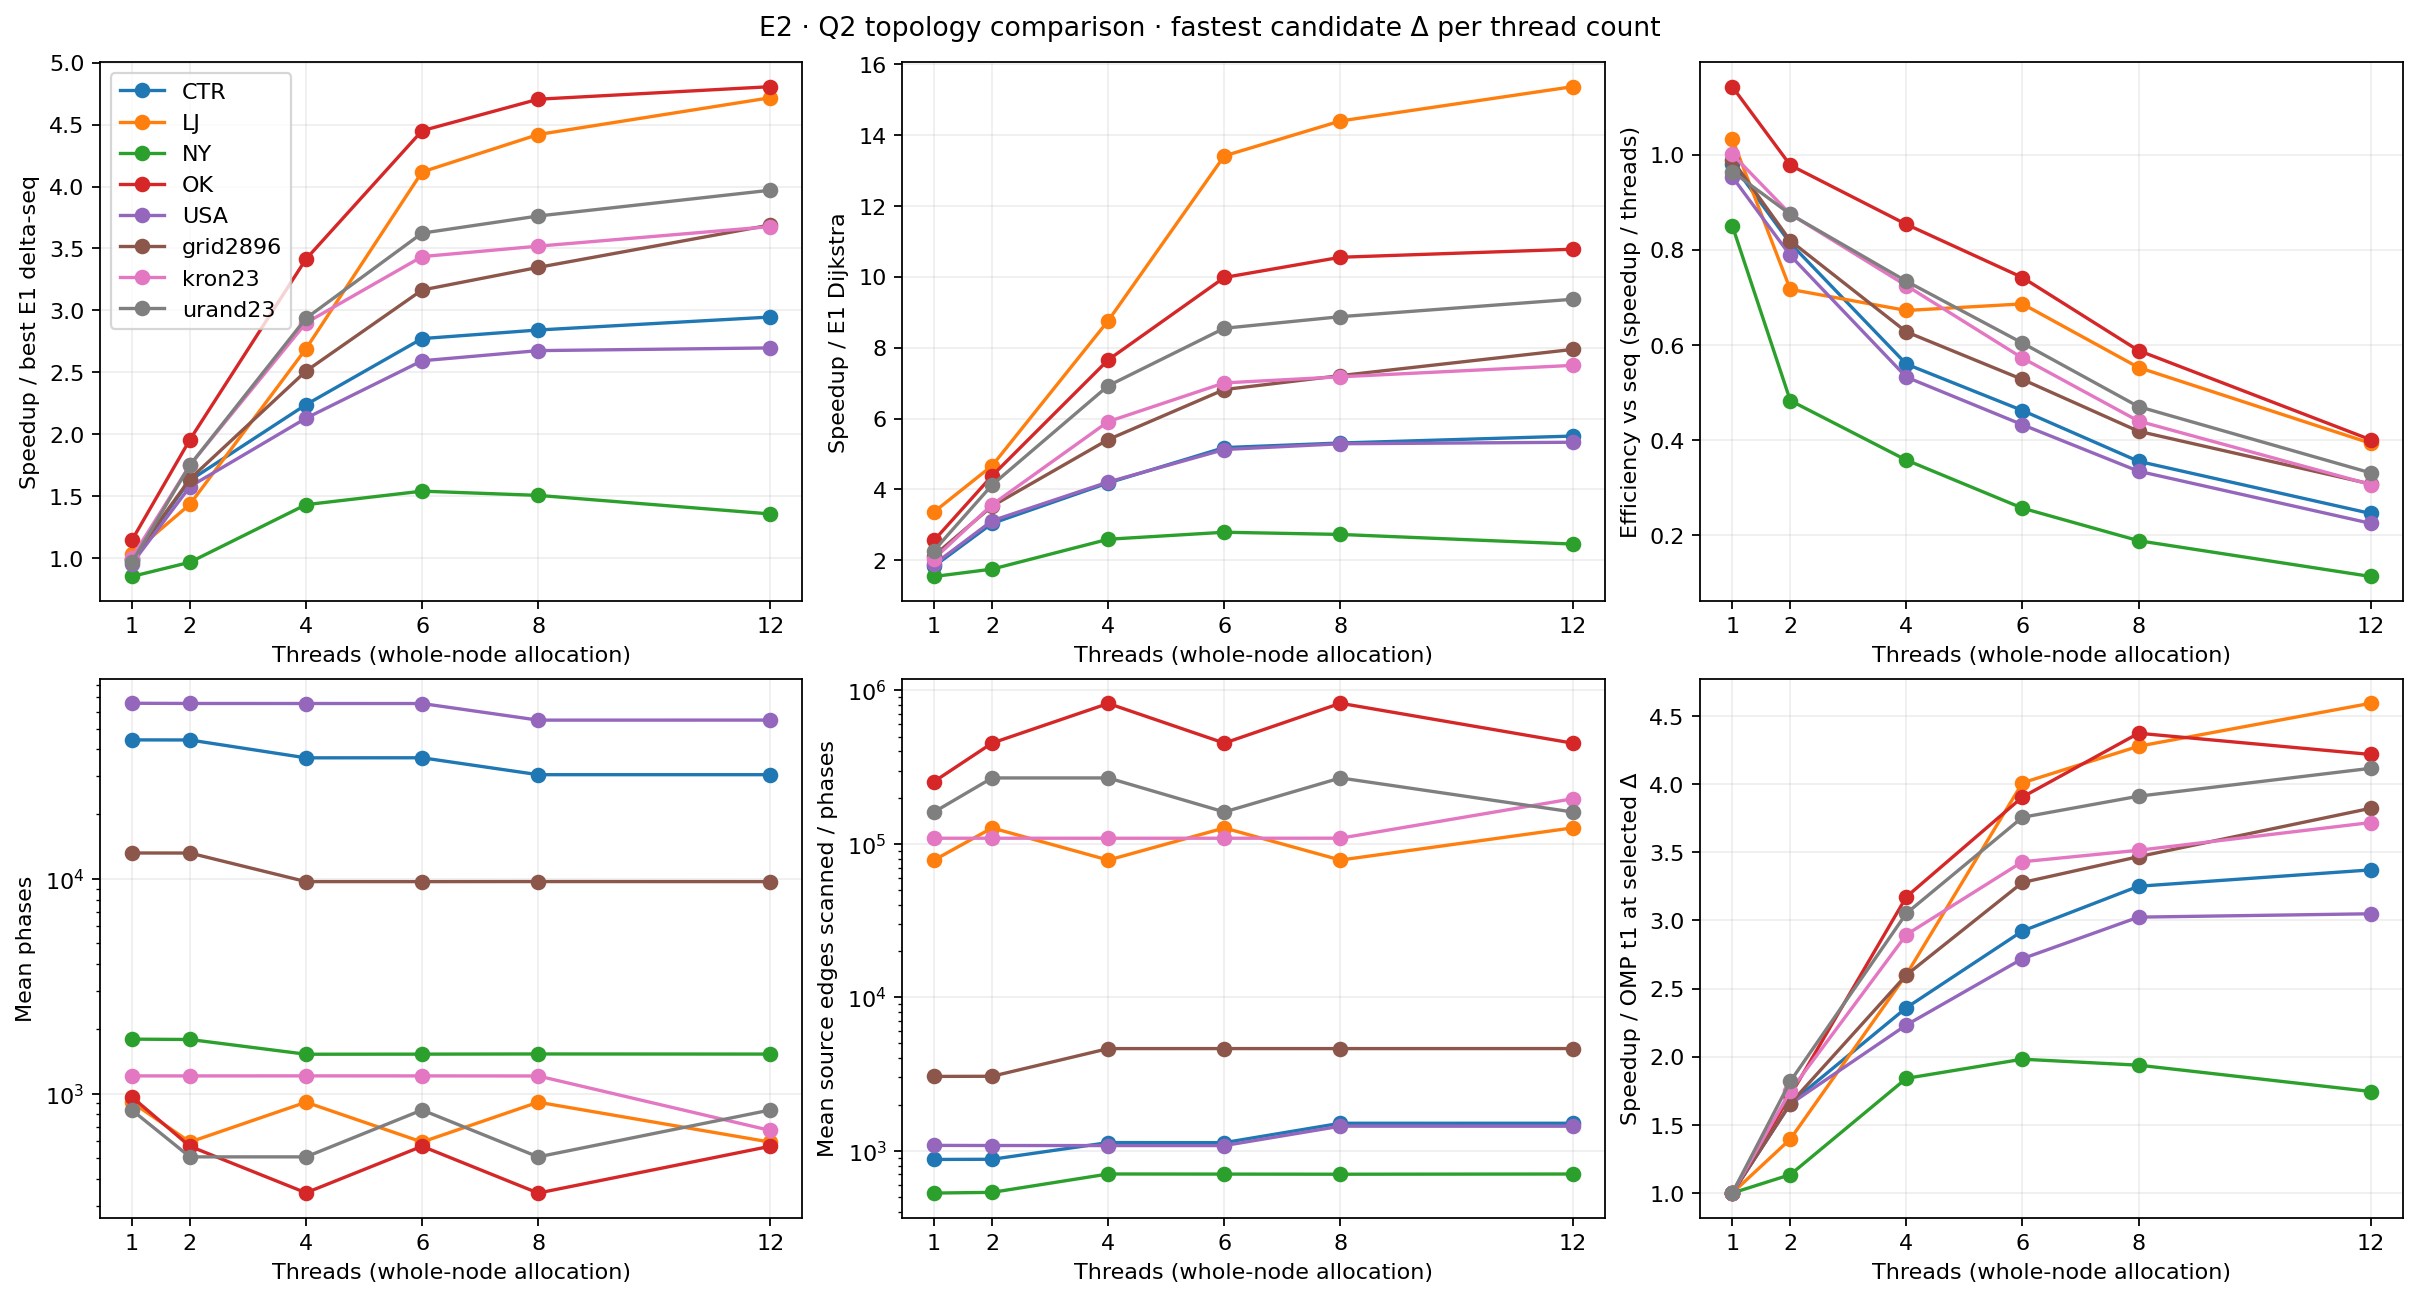 E2 · Q2 topology comparison · fastest candidate Δ per thread count
Speedup / best E1 delta-seq
5.0
4.5
4.0
3.5
3.0
2.5
2.0
1.5
1.0
CTR
LJ
NY
OK
USA
grid2896
kron23
urand23
1 2 4 6 8 12
Threads (whole-node allocation)
Speedup / E1 Dijkstra
16
14
12
10
8
6
4
2
1 2 4 6 8 12
Threads (whole-node allocation)
Efficiency vs seq (speedup / threads)
1.0
0.8
0.6
0.4
0.2
1 2 4 6 8 12
Threads (whole-node allocation)
Mean phases
10⁴
10³
1 2 4 6 8 12
Threads (whole-node allocation)
Mean source edges scanned / phases
10⁶
10⁵
10⁴
10³
1 2 4 6 8 12
Threads (whole-node allocation)
Speedup / OMP t1 at selected Δ
4.5
4.0
3.5
3.0
2.5
2.0
1.5
1.0
1 2 4 6 8 12
Threads (whole-node allocation)